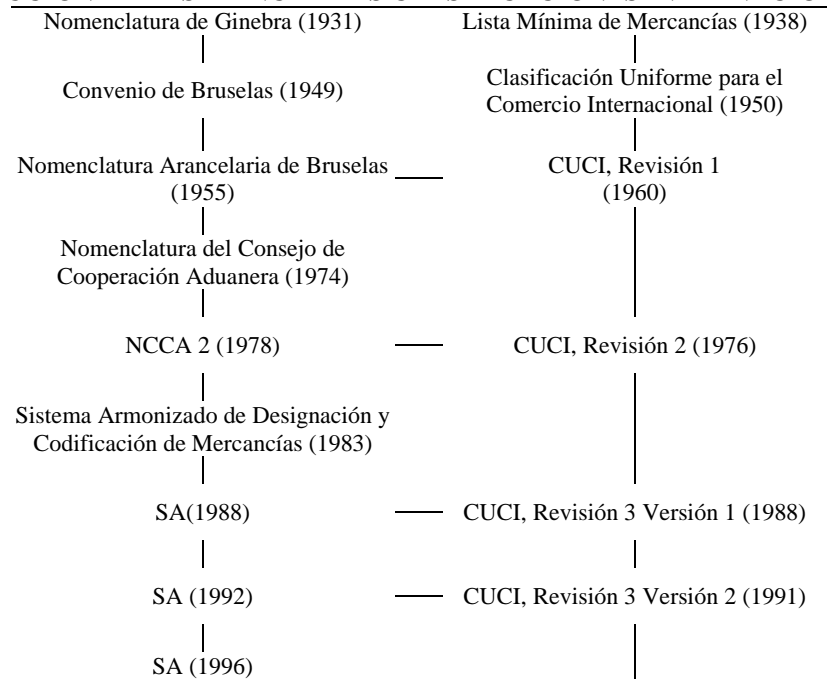 Nomenclatura de Ginebra (1931)
Lista Mínima de Mercancías (1938)
Convenio de Bruselas (1949)
Clasificación Uniforme para el
Comercio Internacional (1950)
Nomenclatura Arancelaria de Bruselas
(1955)
CUCI, Revisión 1
(1960)
Nomenclatura del Consejo de
Cooperación Aduanera (1974)
NCCA 2 (1978)
CUCI, Revisión 2 (1976)
Sistema Armonizado de Designación y
Codificación de Mercancías (1983)
SA(1988)
CUCI, Revisión 3 Versión 1 (1988)
SA (1992)
CUCI, Revisión 3 Versión 2 (1991)
SA (1996)